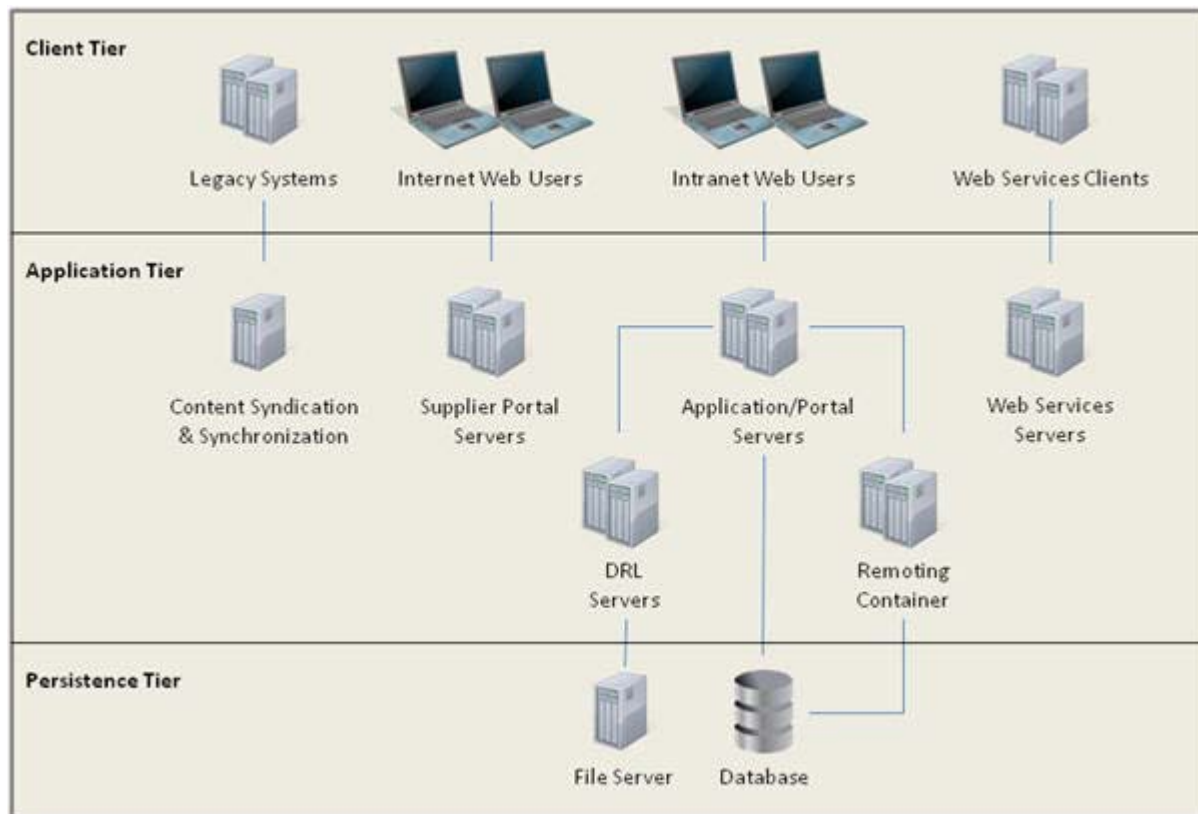 Client Tier
Legacy Systems
Internet Web Users
Intranet Web Users
Web Services Clients
Application Tier
Content Syndication
& Synchronization
Supplier Portal
Servers
Application/Portal
Servers
Web Services
Servers
DRL
Servers
Remoting
Container
Persistence Tier
File Server
Database